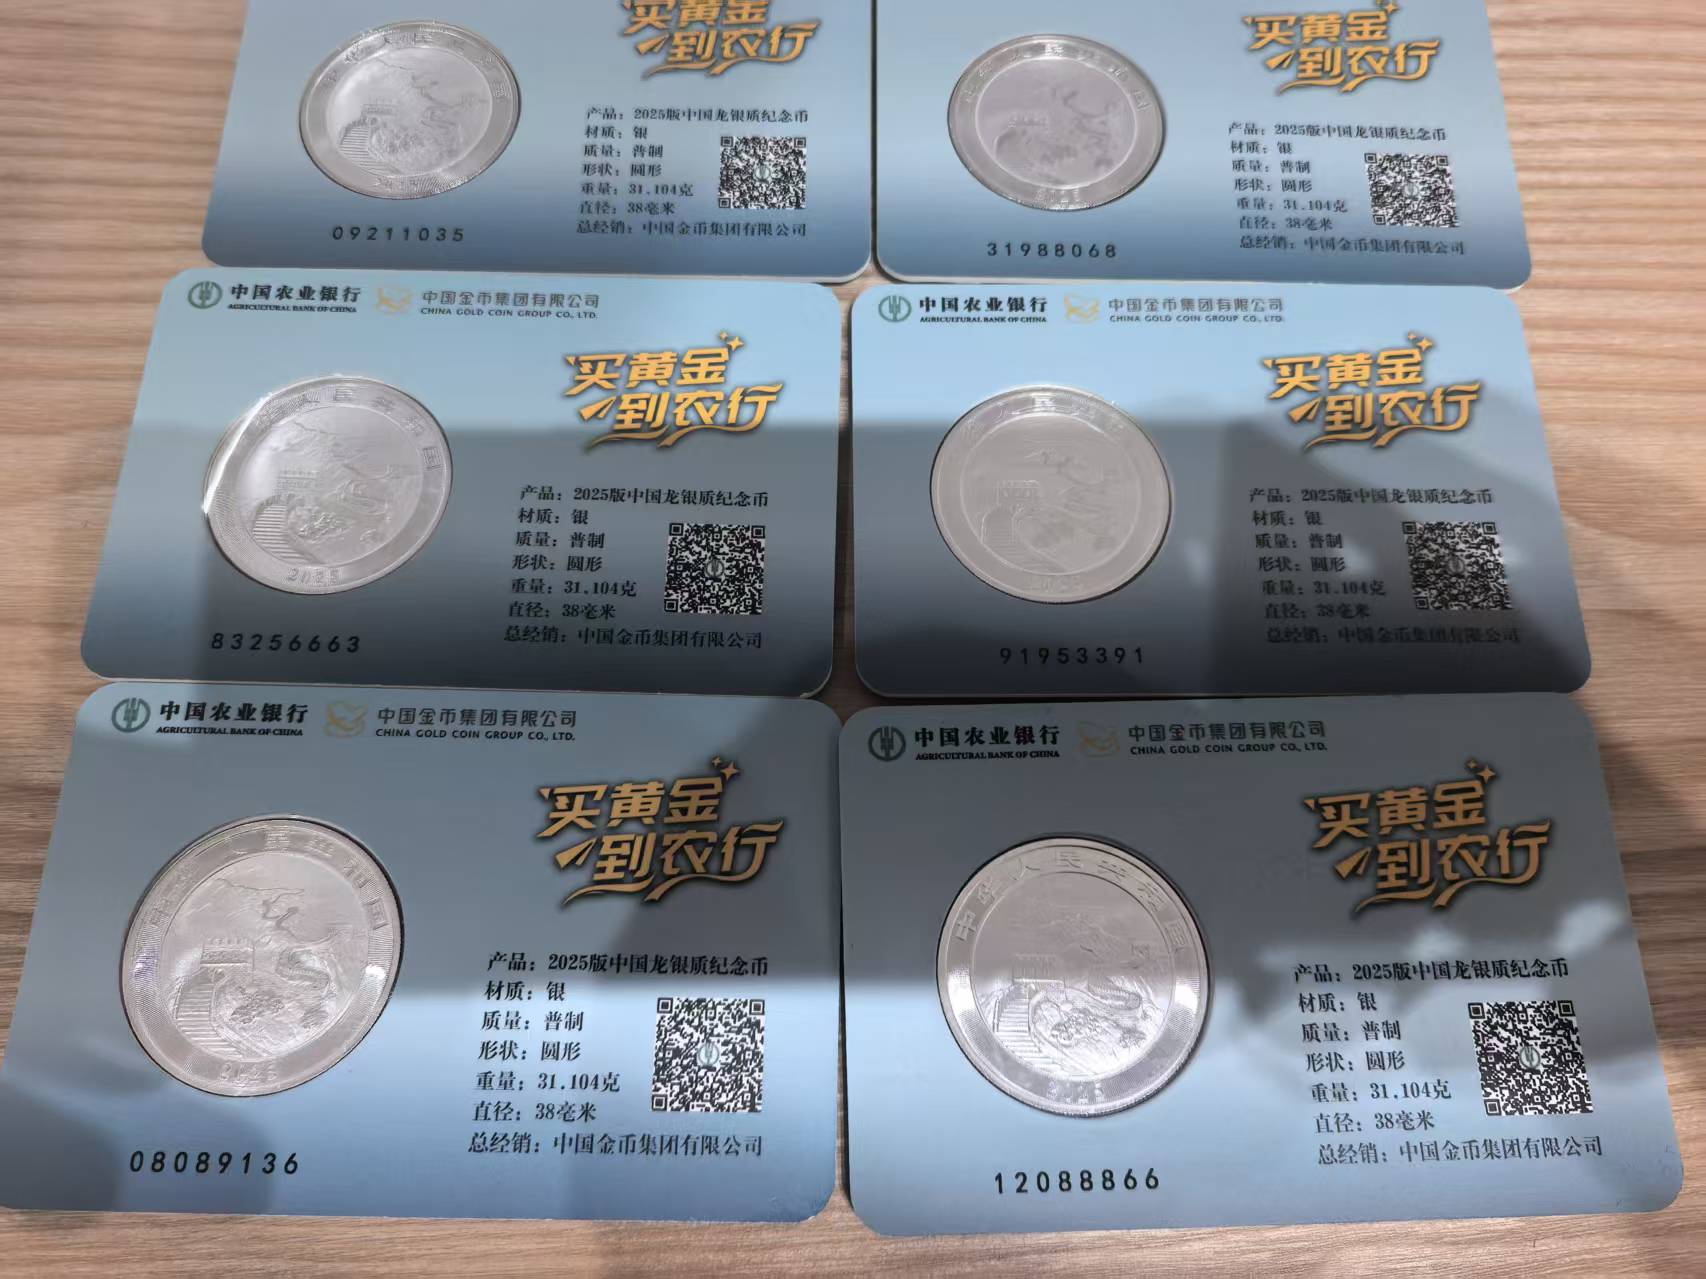 买黄金
到农行
产品：2025版中国龙银质纪念币
材质：银
质量：普制
形状：圆形
重量：31.104克
直径：38毫米
总经销：中国金币集团有限公司
09211035
买黄金
到农行
产品：2025版中国龙银质纪念币
材质：银
质量：普制
形状：圆形
重量：31.104克
直径：38毫米
总经销：中国金币集团有限公司
31988068
中国农业银行
AGRICULTURAL BANK OF CHINA
中国金币集团有限公司
CHINA GOLD COIN GROUP CO., LTD.
买黄金
到农行
2025
产品：2025版中国龙银质纪念币
材质：银
质量：普制
形状：圆形
重量：31.104克
直径：38毫米
总经销：中国金币集团有限公司
83256663
中国农业银行
AGRICULTURAL BANK OF CHINA
中国金币集团有限公司
CHINA GOLD COIN GROUP CO., LTD.
买黄金
到农行
产品：2025版中国龙银质纪念币
材质：银
质量：普制
形状：圆形
重量：31.104克
直径：38毫米
总经销：中国金币集团有限公司
91953391
中国农业银行
AGRICULTURAL BANK OF CHINA
中国金币集团有限公司
CHINA GOLD COIN GROUP CO., LTD.
买黄金
到农行
中华人民共和国
2025
产品：2025版中国龙银质纪念币
材质：银
质量：普制
形状：圆形
重量：31.104克
直径：38毫米
总经销：中国金币集团有限公司
08089136
中国农业银行
AGRICULTURAL BANK OF CHINA
中国金币集团有限公司
CHINA GOLD COIN GROUP CO., LTD.
买黄金
到农行
中华人民共和国
2025
产品：2025版中国龙银质纪念币
材质：银
质量：普制
形状：圆形
重量：31.104克
直径：38毫米
总经销：中国金币集团有限公司
12088866